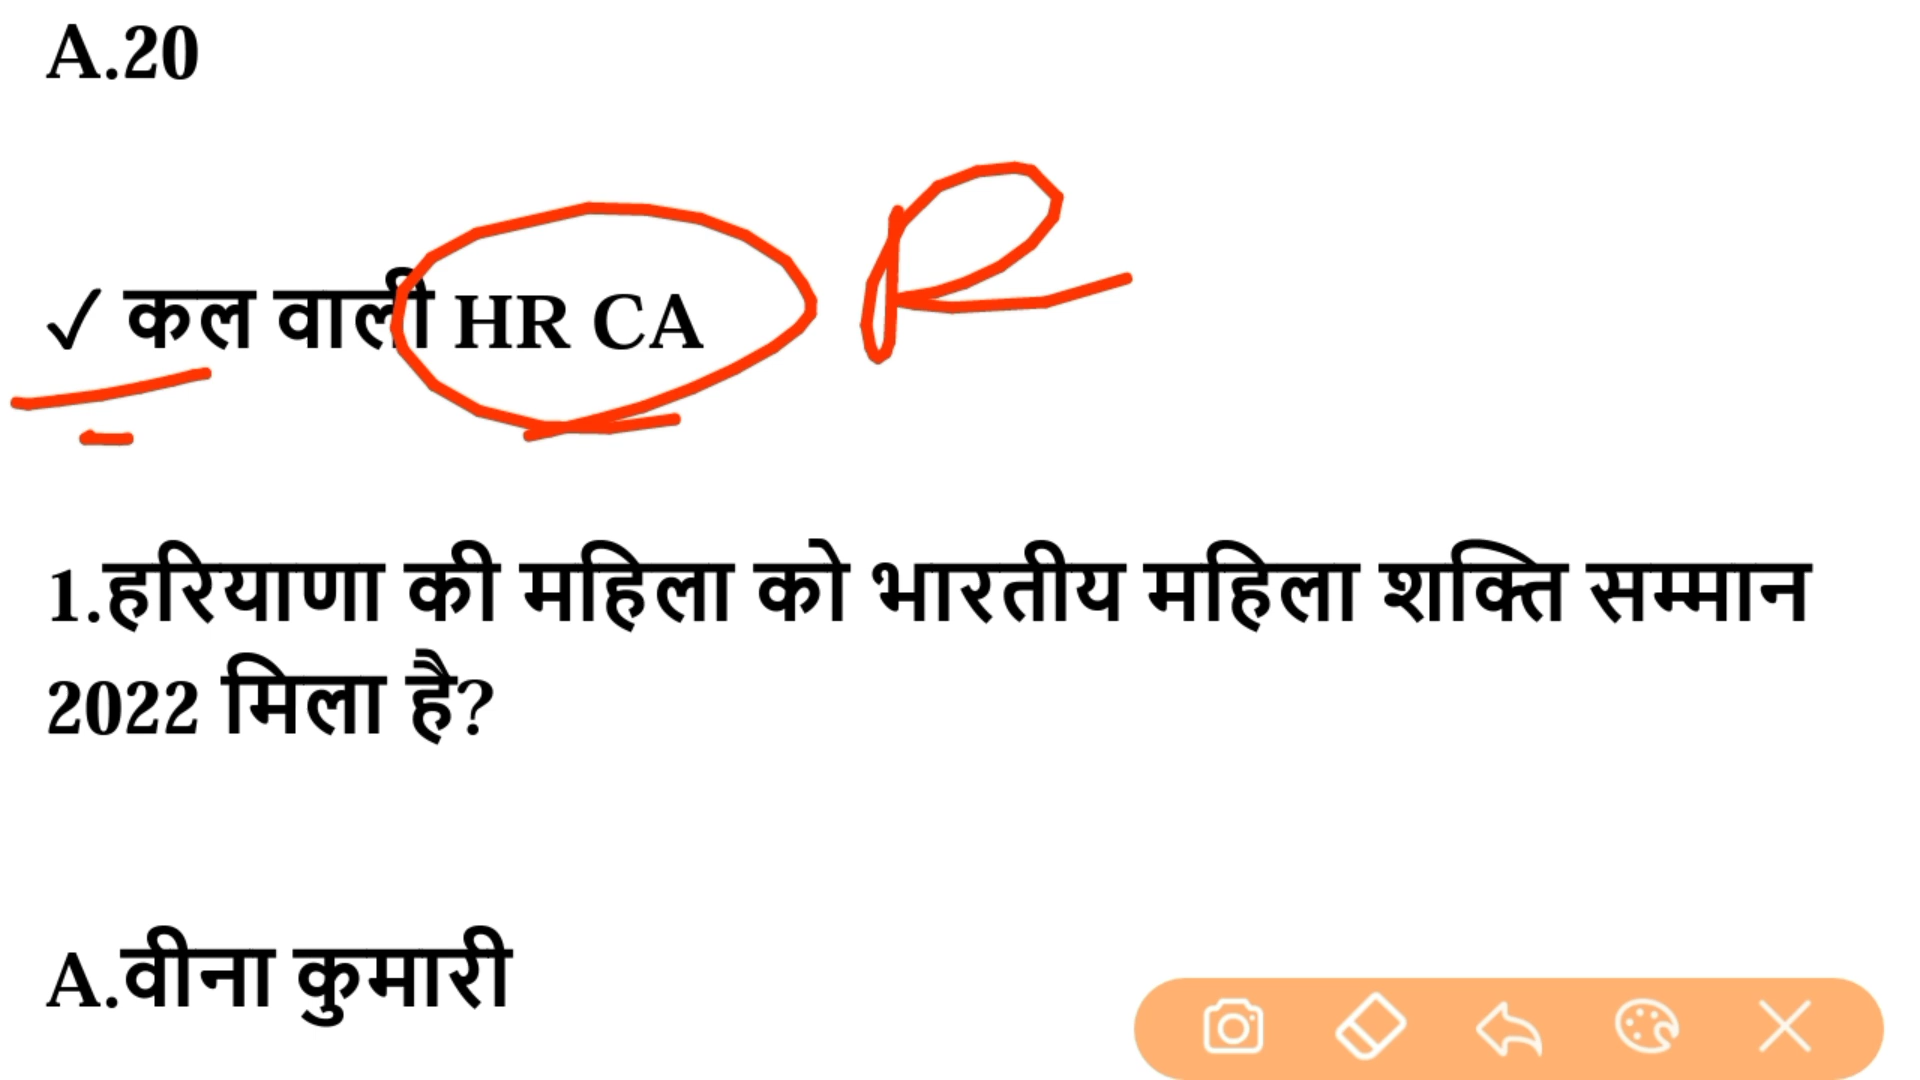 A.20
✓ कल वाली HR CA R
1.हरियाणा की महिला को भारतीय महिला शक्ति सम्मान
2022 मिला है?
A.वीना कुमारी